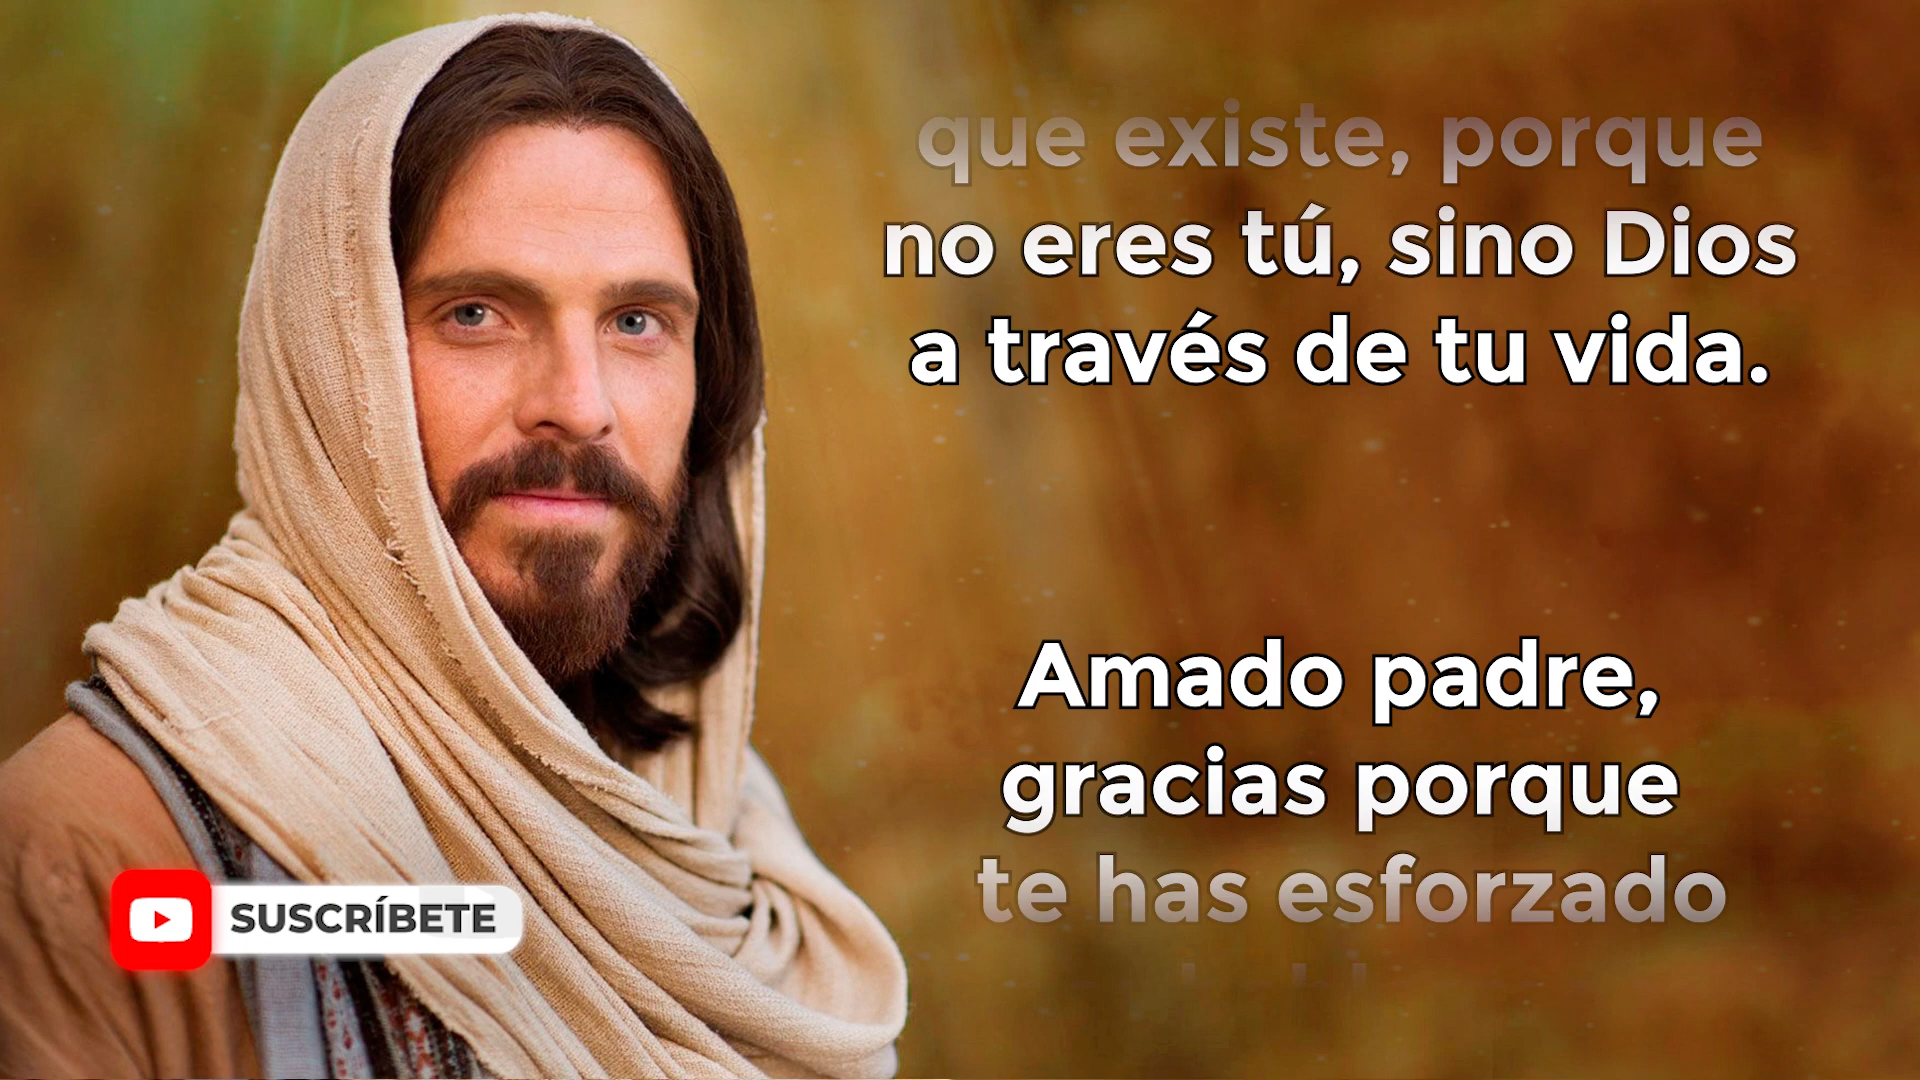 que existe, porque
no eres tú, sino Dios
a través de tu vida.
Amado padre,
gracias porque
te has esforzado
SUSCRÍBETE